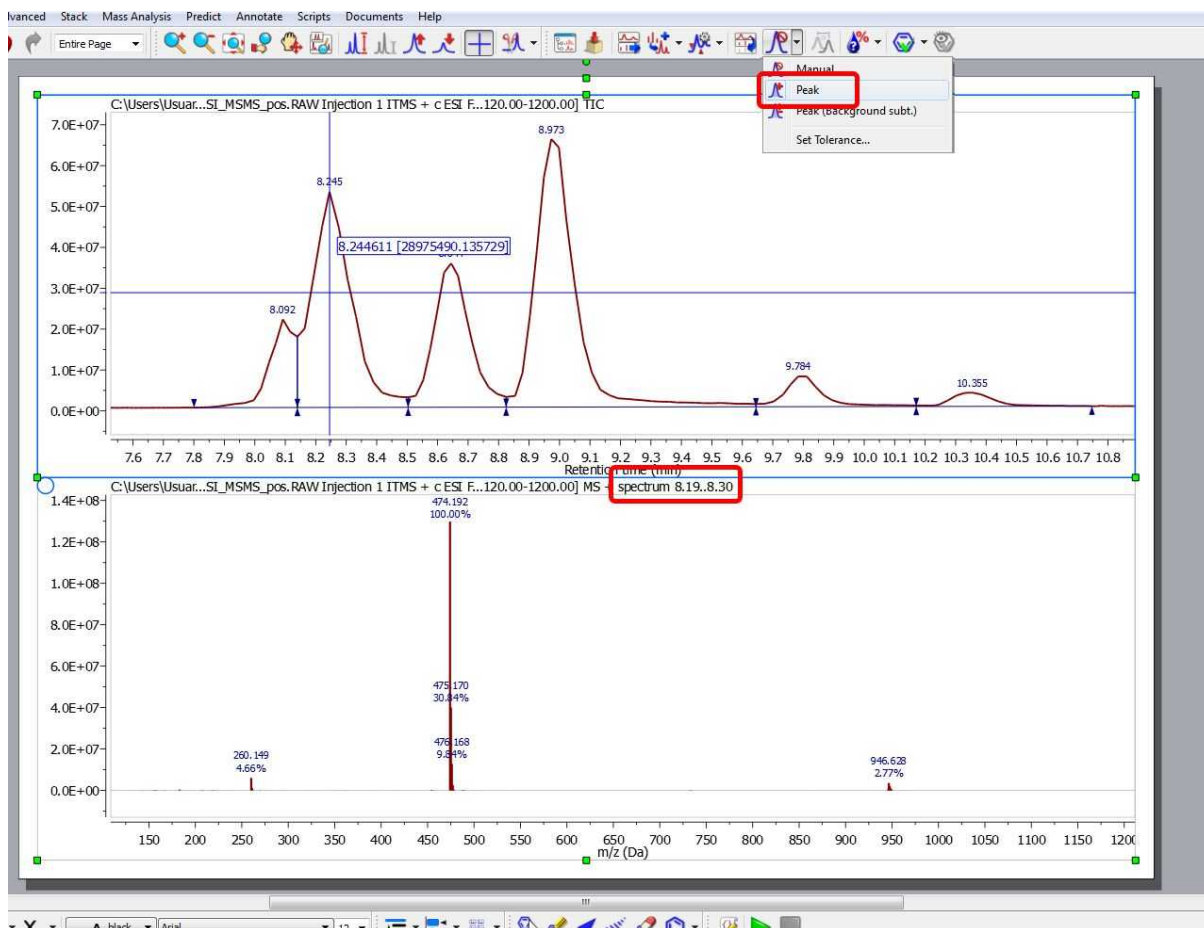 Stack Mass Analysis Predict Annotate Scripts Documents Help
Entire Page
Manual
Peak
Peak (Background subt.)
Set Tolerance...
C:\Users\Usuar...SI_MSMS_pos.RAW Injection 1 ITMS + c ESI F...120.00-1200.00] TIC
7.0E+07
6.0E+07
5.0E+07
4.0E+07
3.0E+07
2.0E+07
1.0E+07
0.0E+00
8.092
8.245
8.973
9.784
10.355
8.244611 [28975490.135729]
7.6 7.7 7.8 7.9 8.0 8.1 8.2 8.3 8.4 8.5 8.6 8.7 8.8 8.9 9.0 9.1 9.2 9.3 9.4 9.5 9.6 9.7 9.8 9.9 10.0 10.1 10.2 10.3 10.4 10.5 10.6 10.7 10.8
Retention time (min)
C:\Users\Usuar...SI_MSMS_pos.RAW Injection 1 ITMS + c ESI F...120.00-1200.00] MS - spectrum 8.19..8.30
1.4E+08
1.2E+08
1.0E+08
8.0E+07
6.0E+07
4.0E+07
2.0E+07
0.0E+00
474.192
100.00%
475.170
30.84%
476.168
9.84%
260.149
4.66%
946.628
2.77%
150 200 250 300 350 400 450 500 550 600 650 700 750 800 850 900 950 1000 1050 1100 1150 1200
m/z (Da)
black
Arial
12